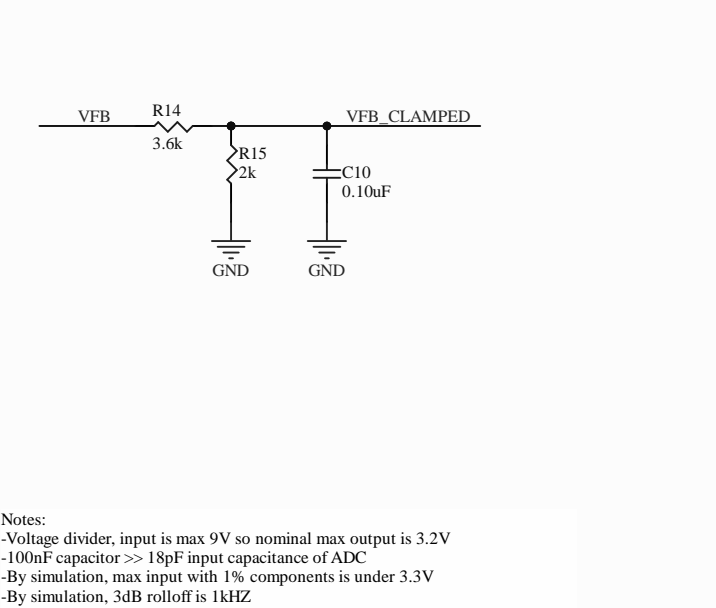 VFB
R14
3.6k
VFB_CLAMPED
R15
2k
C10
0.10uF
GND
GND
Notes:
-Voltage divider, input is max 9V so nominal max output is 3.2V
-100nF capacitor >> 18pF input capacitance of ADC
-By simulation, max input with 1% components is under 3.3V
-By simulation, 3dB rolloff is 1kHZ